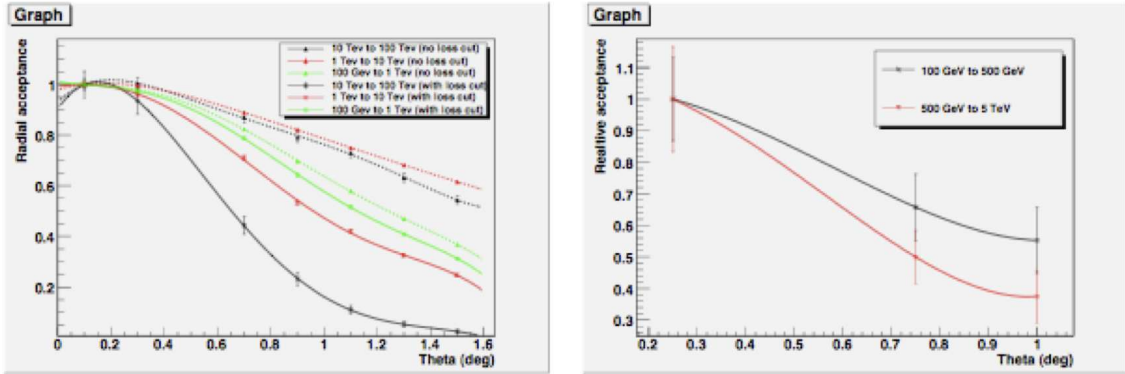 Graph
Radial acceptance
10 Tev to 100 Tev (no loss cut)
1 Tev to 10 Tev (no loss cut)
100 Gev to 1 Tev (no loss cut)
10 Tev to 100 Tev (with loss cut)
1 Tev to 10 Tev (with loss cut)
100 Gev to 1 Tev (with loss cut)
1
0.8
0.6
0.4
0.2
0 0.2 0.4 0.6 0.8 1 1.2 1.4 1.6
Theta (deg)
Graph
Realtive acceptance
100 GeV to 500 GeV
500 GeV to 5 TeV
1.1
1
0.9
0.8
0.7
0.6
0.5
0.4
0.3
0.2 0.3 0.4 0.5 0.6 0.7 0.8 0.9 1
Theta (deg)